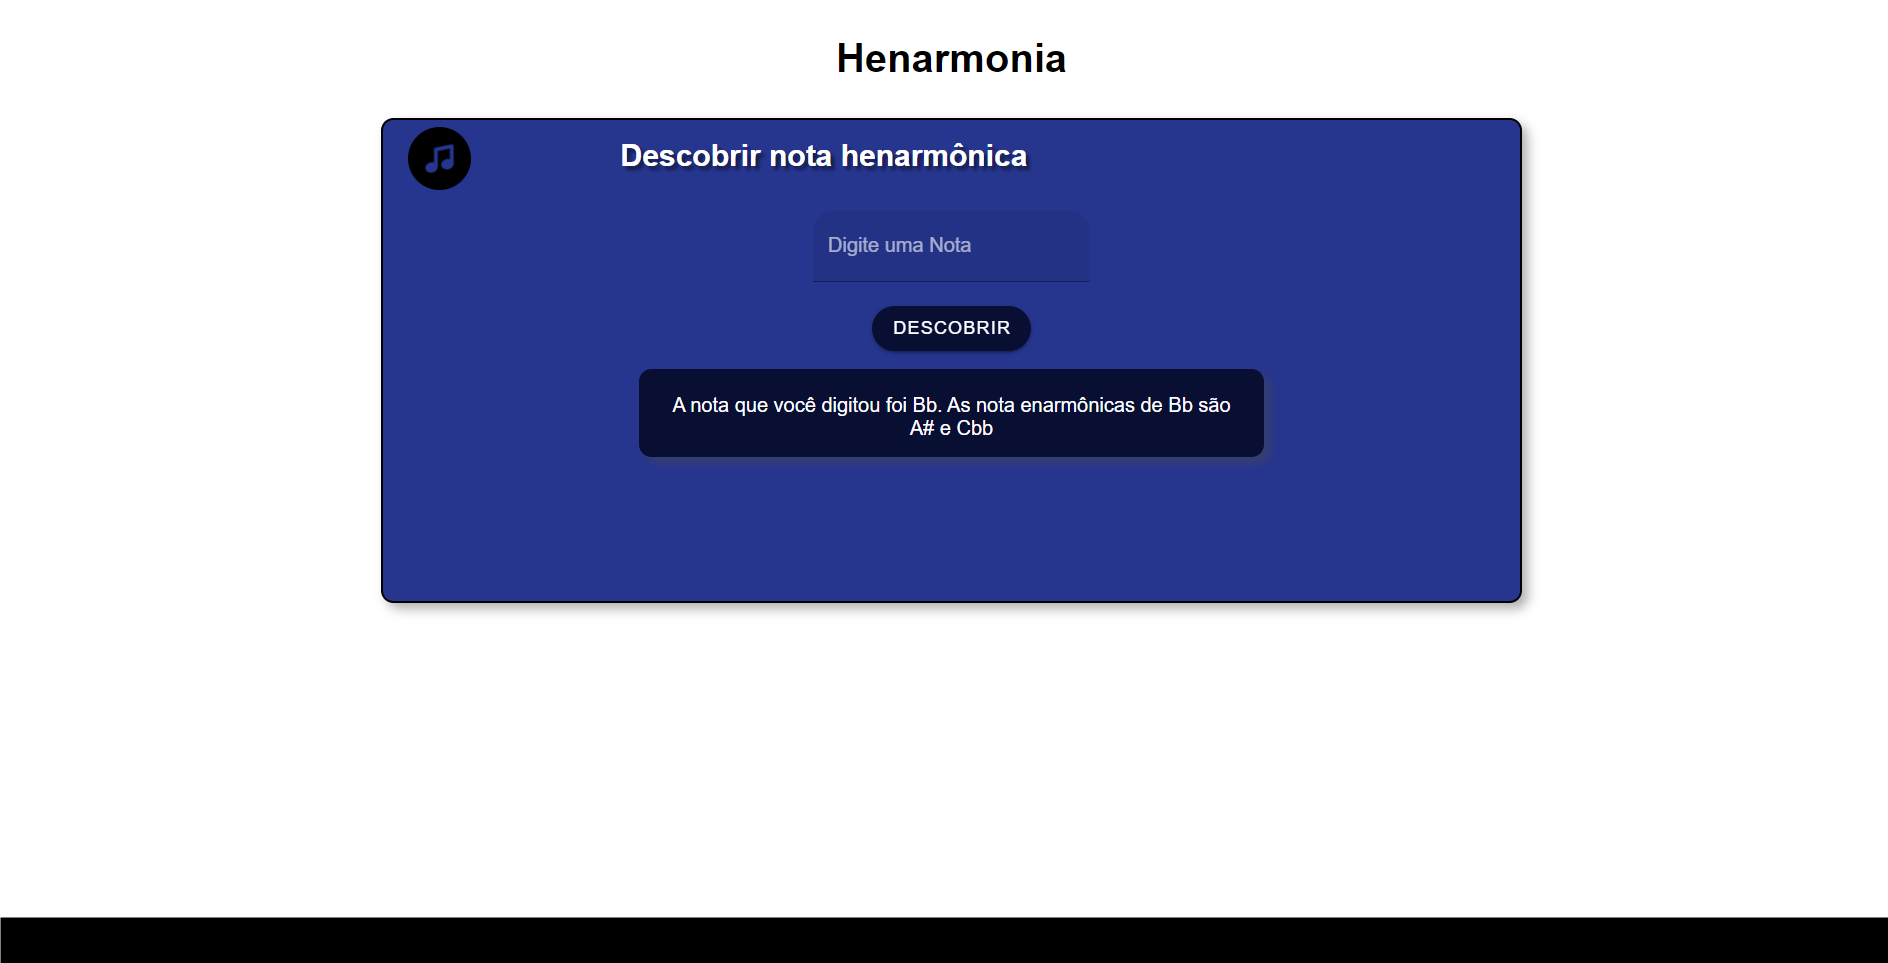 Henarmonia
Descobrir nota henarmônica
Digite uma Nota
DESCOBRIR
A nota que você digitou foi Bb. As nota enarmônicas de Bb são
A# e Cbb